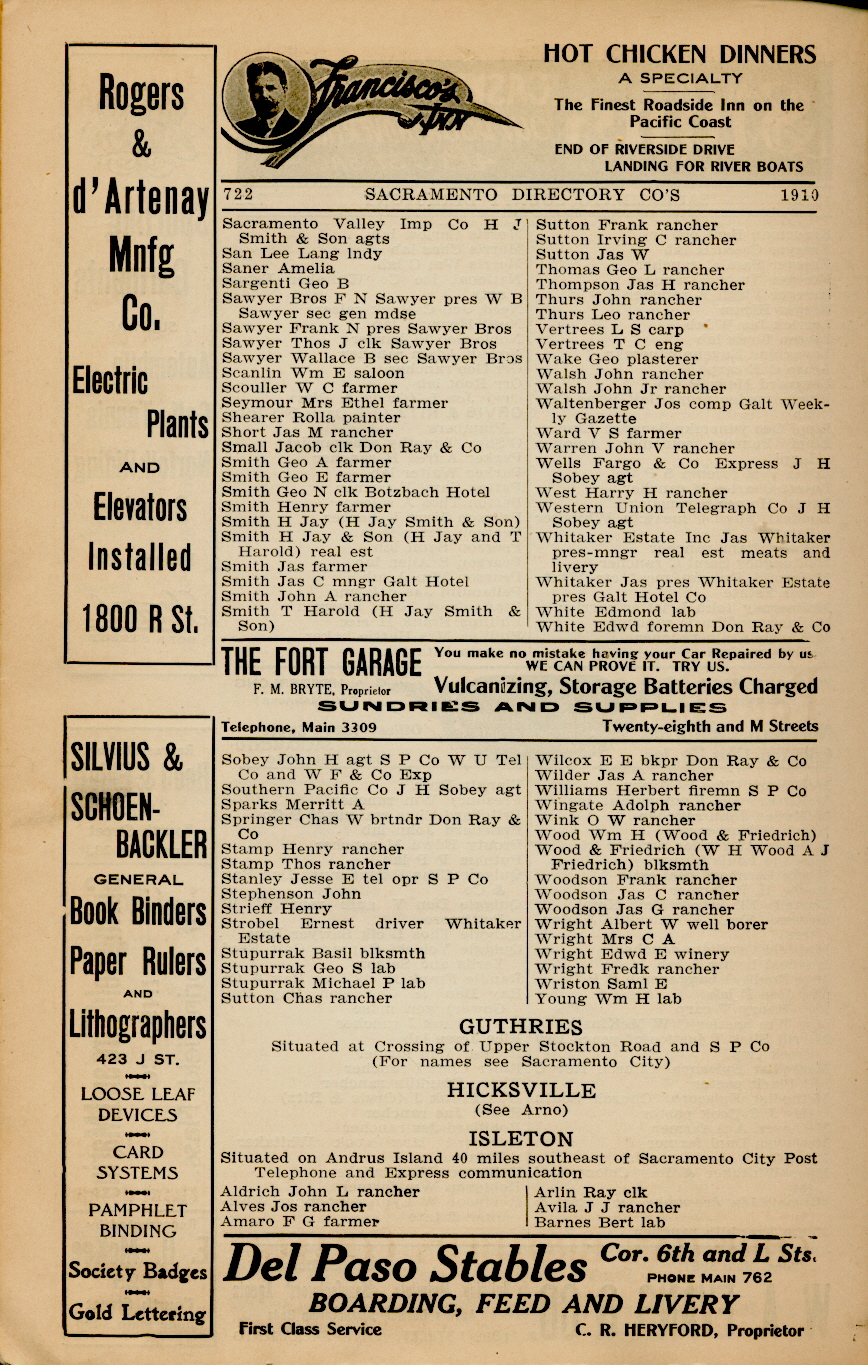 Rogers
&
d'Artenay
Mnfg
Co.
Electric
Plants
AND
Elevators
Installed
1800 R St.
Francisco's
Inn
HOT CHICKEN DINNERS
A SPECIALTY
The Finest Roadside Inn on the
Pacific Coast
END OF RIVERSIDE DRIVE
LANDING FOR RIVER BOATS
722 SACRAMENTO DIRECTORY CO'S 1910
Sacramento Valley Imp Co H J
Smith & Son agts
San Lee Lang lndy
Saner Amelia
Sargenti Geo B
Sawyer Bros F N Sawyer pres W B
Sawyer sec gen mdse
Sawyer Frank N pres Sawyer Bros
Sawyer Thos J clk Sawyer Bros
Sawyer Wallace B sec Sawyer Bros
Scanlin Wm E saloon
Scouller W C farmer
Seymour Mrs Ethel farmer
Shearer Rolla painter
Short Jas M rancher
Small Jacob clk Don Ray & Co
Smith Geo A farmer
Smith Geo E farmer
Smith Geo N clk Botzbach Hotel
Smith Henry farmer
Smith H Jay (H Jay Smith & Son)
Smith H Jay & Son (H Jay and T
Harold) real est
Smith Jas farmer
Smith Jas C mngr Galt Hotel
Smith John A rancher
Smith T Harold (H Jay Smith &
Son)
Sutton Frank rancher
Sutton Irving C rancher
Sutton Jas W
Thomas Geo L rancher
Thompson Jas H rancher
Thurs John rancher
Thurs Leo rancher
Vertrees L S carp
Vertrees T C eng
Wake Geo plasterer
Walsh John rancher
Walsh John Jr rancher
Waltenberger Jos comp Galt Week-
ly Gazette
Ward V S farmer
Warren John V rancher
Wells Fargo & Co Express J H
Sobey agt
West Harry H rancher
Western Union Telegraph Co J H
Sobey agt
Whitaker Estate Inc Jas Whitaker
pres-mngr real est meats and
livery
Whitaker Jas pres Whitaker Estate
pres Galt Hotel Co
White Edmond lab
White Edwd foremn Don Ray & Co
THE FORT GARAGE
F. M. BRYTE, Proprietor
You make no mistake having your Car Repaired by us
WE CAN PROVE IT. TRY US.
Vulcanizing, Storage Batteries Charged
SUNDRIES AND SUPPLIES
Telephone, Main 3309 Twenty-eighth and M Streets
SILVIUS &
SCHOEN-
BACKLER
GENERAL
Book Binders
Paper Rulers
AND
Lithographers
423 J ST.
LOOSE LEAF
DEVICES
CARD
SYSTEMS
PAMPHLET
BINDING
Society Badges
Gold Lettering
Sobey John H agt S P Co W U Tel
Co and W F & Co Exp
Southern Pacific Co J H Sobey agt
Sparks Merritt A
Springer Chas W brtndr Don Ray &
Co
Stamp Henry rancher
Stamp Thos rancher
Stanley Jesse E tel opr S P Co
Stephenson John
Strieff Henry
Strobel Ernest driver Whitaker
Estate
Stupurrak Basil blksmth
Stupurrak Geo S lab
Stupurrak Michael P lab
Sutton Chas rancher
Wilcox E E bkpr Don Ray & Co
Wilder Jas A rancher
Williams Herbert firemn S P Co
Wingate Adolph rancher
Wink O W rancher
Wood Wm H (Wood & Friedrich)
Wood & Friedrich (W H Wood A J
Friedrich) blksmth
Woodson Frank rancher
Woodson Jas C rancher
Woodson Jas G rancher
Wright Albert W well borer
Wright Mrs C A
Wright Edwd E winery
Wright Fredk rancher
Wriston Saml E
Young Wm H lab
GUTHRIES
Situated at Crossing of Upper Stockton Road and S P Co
(For names see Sacramento City)
HICKSVILLE
(See Arno)
ISLETON
Situated on Andrus Island 40 miles southeast of Sacramento City Post
Telephone and Express communication
Aldrich John L rancher
Alves Jos rancher
Amaro F G farmer
Arlin Ray clk
Avila J J rancher
Barnes Bert lab
Del Paso Stables
Cor. 6th and L Sts.
PHONE MAIN 762
BOARDING, FEED AND LIVERY
First Class Service C. R. HERYFORD, Proprietor